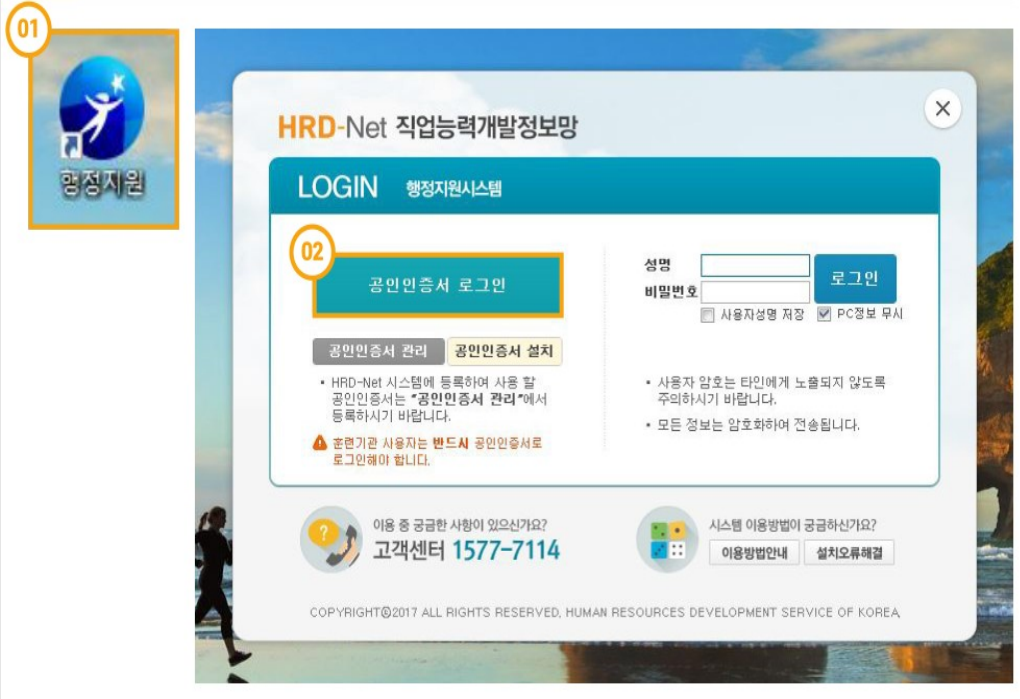 01
행정지원
HRD-Net 직업능력개발정보망
LOGIN 행정지원시스템
02
공인인증서 로그인
공인인증서 관리 공인인증서 설치
• HRD-Net 시스템에 등록하여 사용 할
공인인증서는 "공인인증서 관리"에서
등록하시기 바랍니다.
훈련기관 사용자는 반드시 공인인증서로
로그인해야 합니다.
성명
비밀번호
로그인
사용자성명 저장 PC정보 무시
• 사용자 암호는 타인에게 노출되지 않도록
주의하시기 바랍니다.
• 모든 정보는 암호화하여 전송됩니다.
이용 중 궁금한 사항이 있으신가요?
고객센터 1577-7114
시스템 이용방법이 궁금하신가요?
이용방법안내 설치오류해결
COPYRIGHTⓒ2017 ALL RIGHTS RESERVED, HUMAN RESOURCES DEVELOPMENT SERVICE OF KOREA,